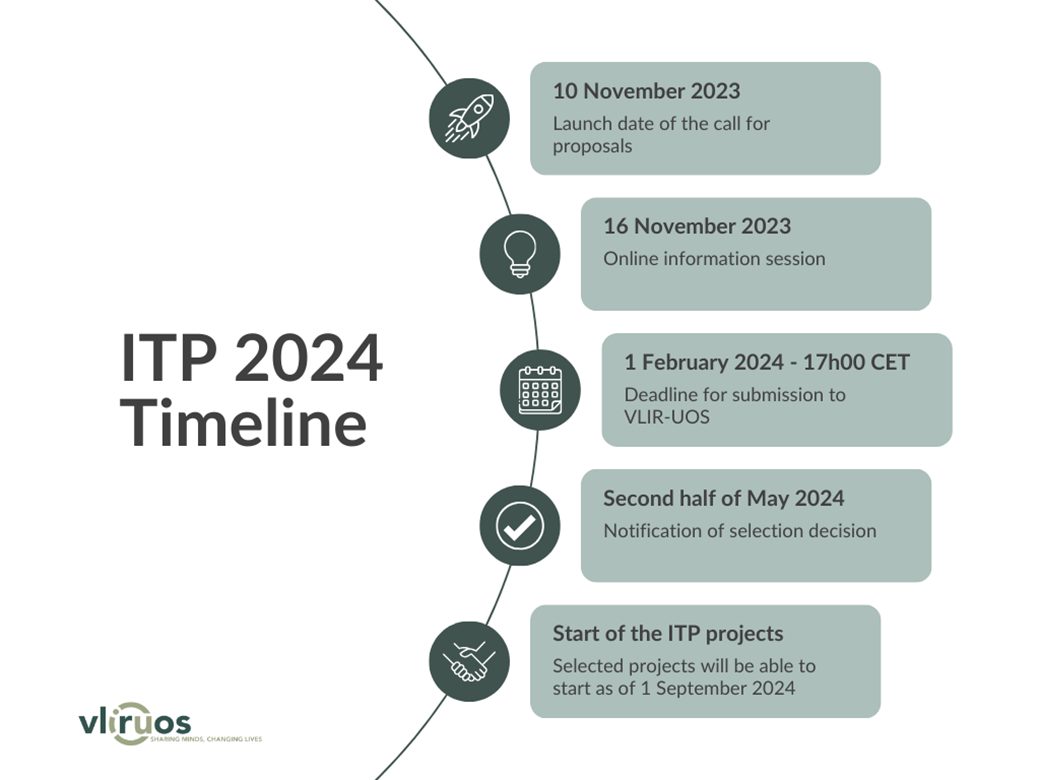 ITP 2024
Timeline
10 November 2023
Launch date of the call for
proposals
16 November 2023
Online information session
1 February 2024 - 17h00 CET
Deadline for submission to
VLIR-UOS
Second half of May 2024
Notification of selection decision
Start of the ITP projects
Selected projects will be able to
start as of 1 September 2024
vliruos
SHARING MINDS, CHANGING LIVES